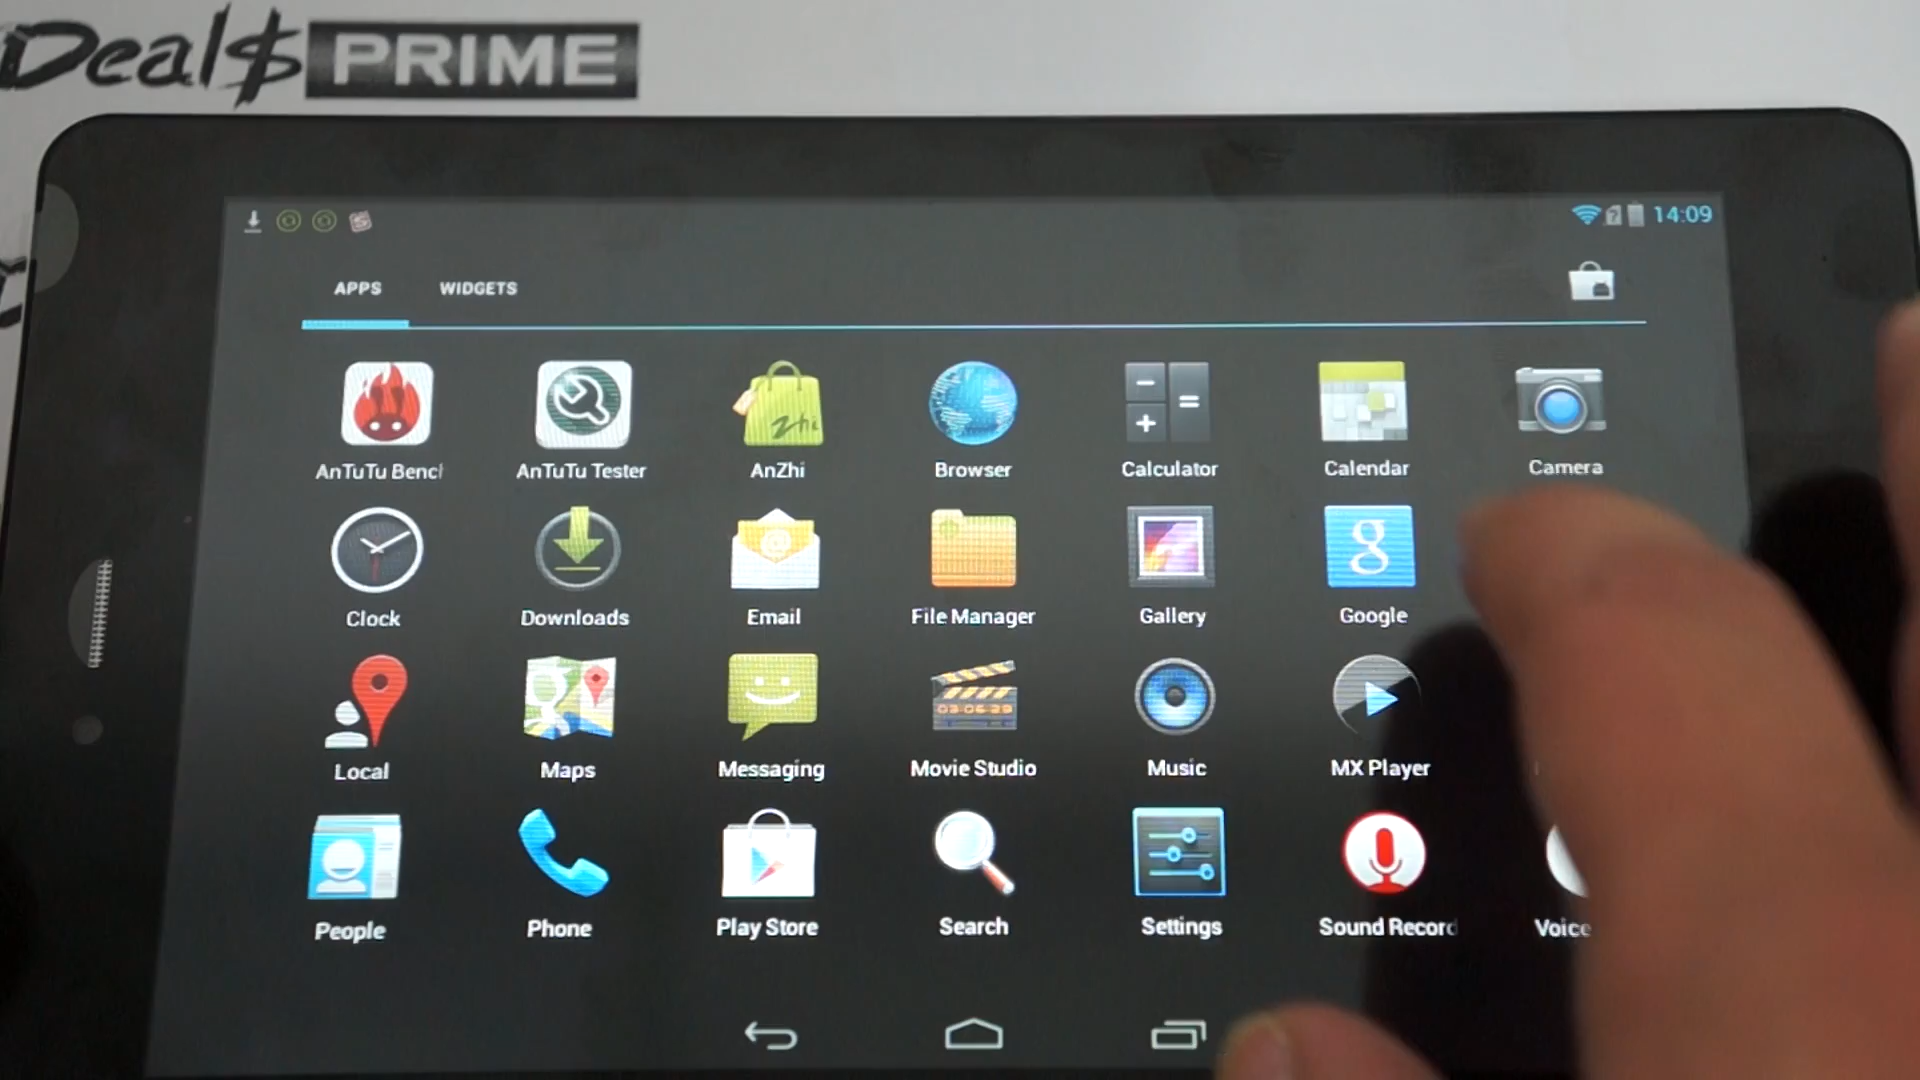 Deal$ PRIME
14:09
APPS WIDGETS
Zhi
AnTuTu Bencl AnTuTu Tester AnZhi Browser Calculator Calendar Camera
Clock Downloads Email File Manager Gallery Google
Local Maps Messaging Movie Studio Music MX Player
People Phone Play Store Search Settings Sound Record Voice